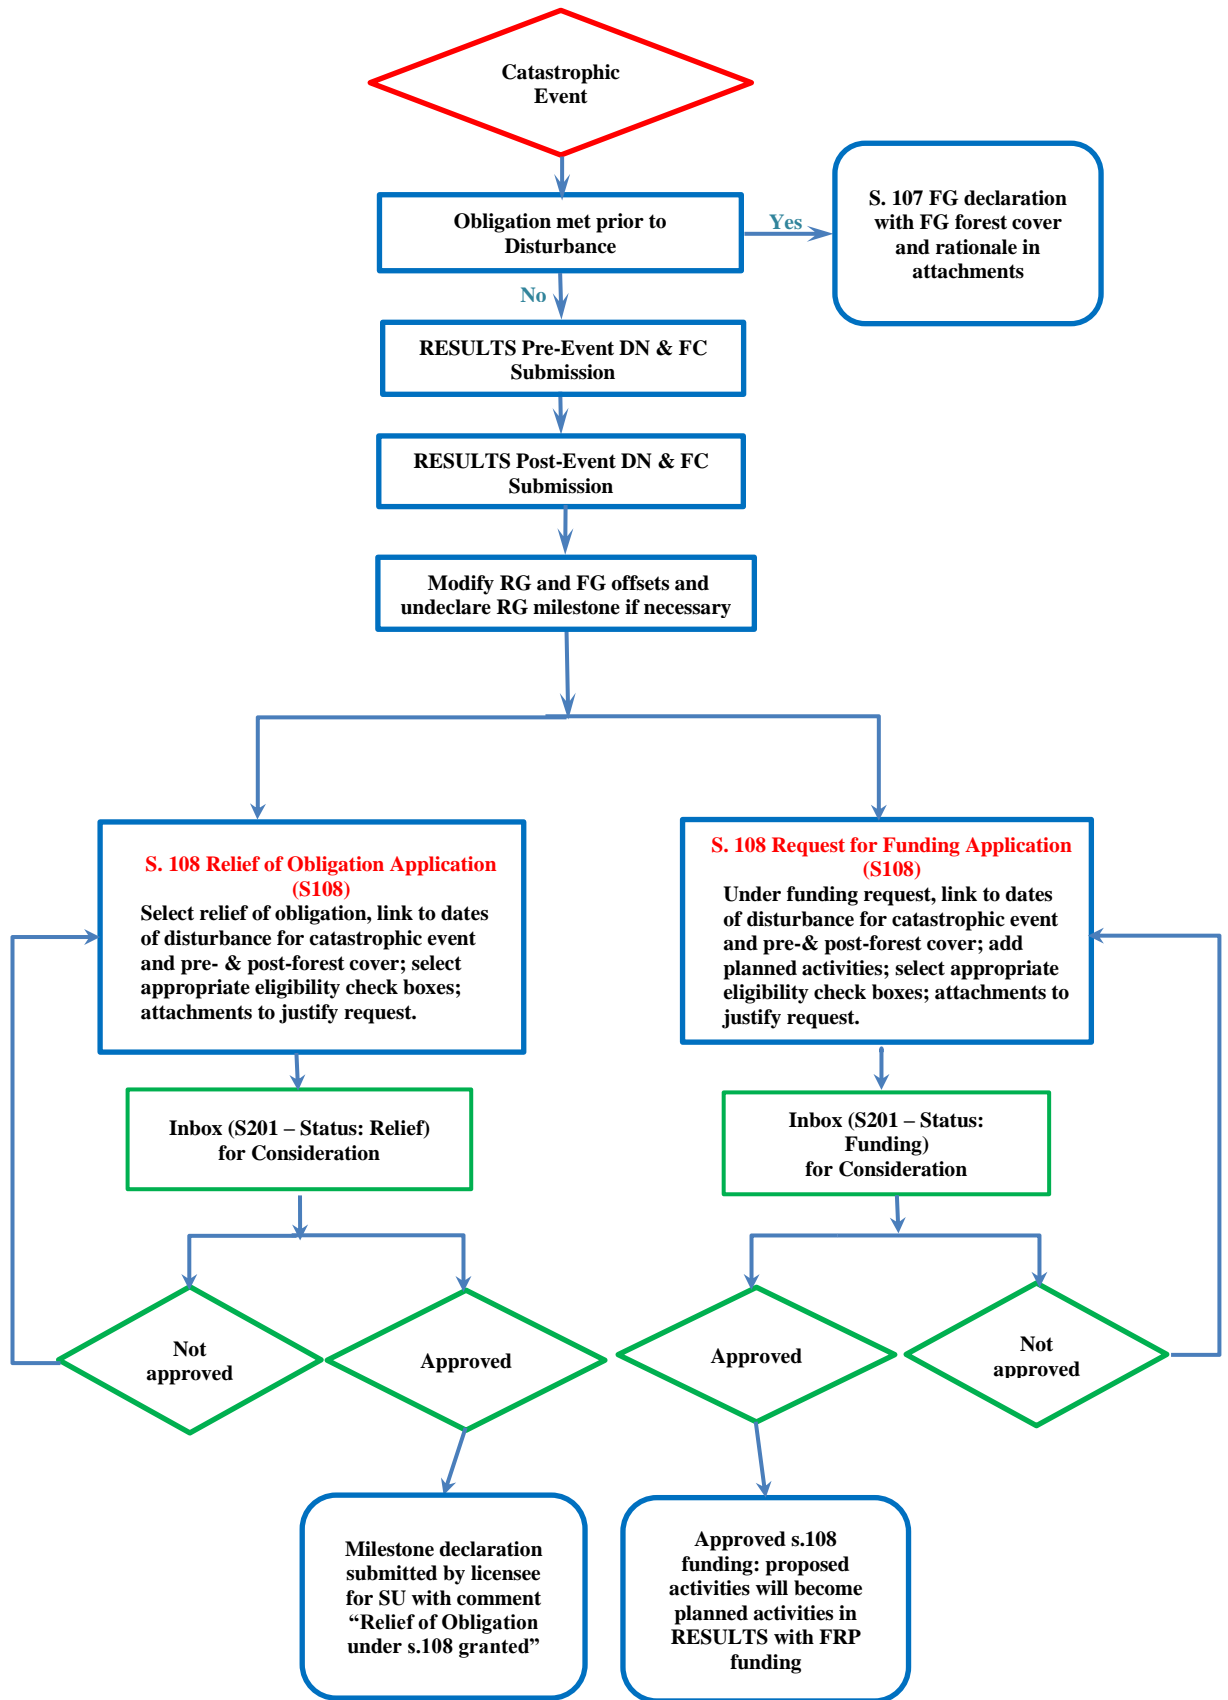 Catastrophic
Event
Obligation met prior to
Disturbance
Yes
S. 107 FG declaration
with FG forest cover
and rationale in
attachments
No
RESULTS Pre-Event DN & FC
Submission
RESULTS Post-Event DN & FC
Submission
Modify RG and FG offsets and
undeclare RG milestone if necessary
S. 108 Relief of Obligation Application
(S108)
Select relief of obligation, link to dates
of disturbance for catastrophic event
and pre- & post-forest cover; select
appropriate eligibility check boxes;
attachments to justify request.
S. 108 Request for Funding Application
(S108)
Under funding request, link to dates
of disturbance for catastrophic event
and pre-& post-forest cover; add
planned activities; select appropriate
eligibility check boxes; attachments to
justify request.
Inbox (S201 – Status: Relief)
for Consideration
Inbox (S201 – Status:
Funding)
for Consideration
Not
approved
Approved
Approved
Not
approved
Milestone declaration
submitted by licensee
for SU with comment
“Relief of Obligation
under s.108 granted”
Approved s.108
funding: proposed
activities will become
planned activities in
RESULTS with FRP
funding